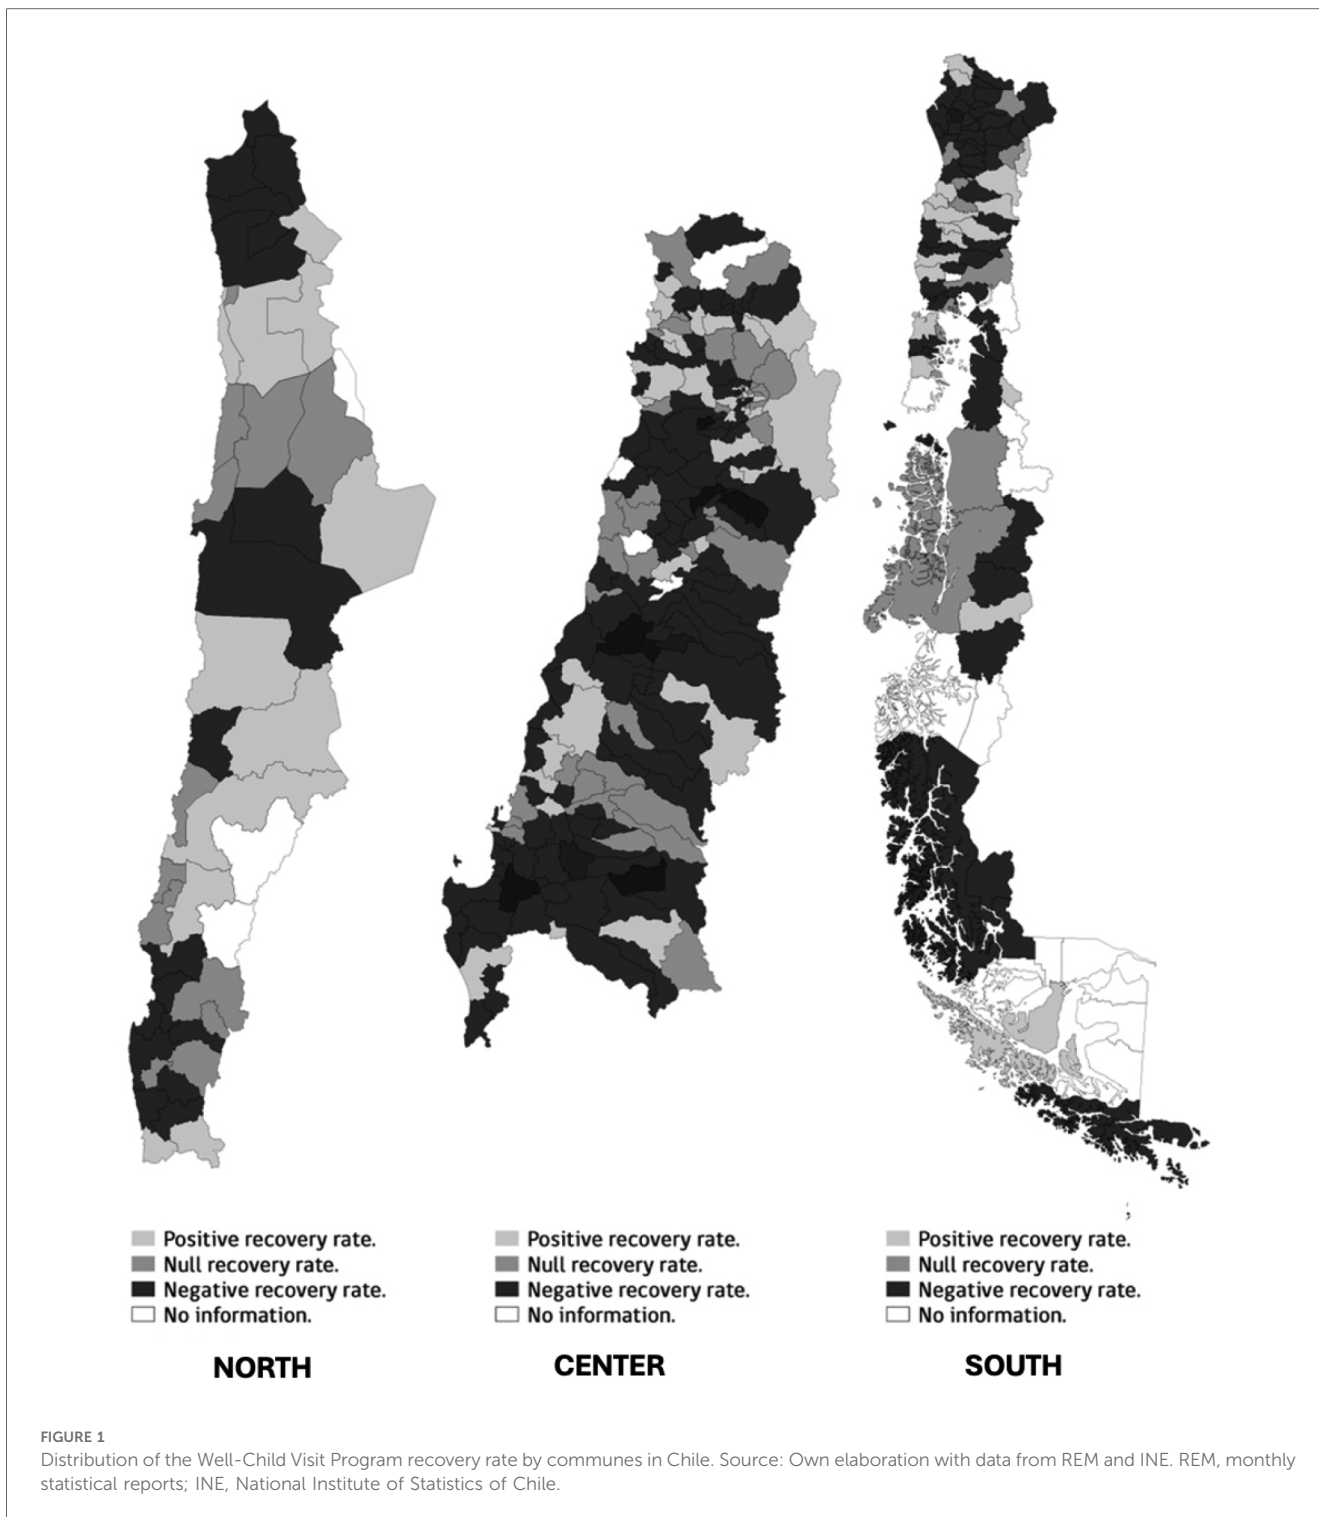 Positive recovery rate.
Null recovery rate.
Negative recovery rate.
No information.
NORTH
Positive recovery rate.
Null recovery rate.
Negative recovery rate.
No information.
CENTER
Positive recovery rate.
Null recovery rate.
Negative recovery rate.
No information.
SOUTH
FIGURE 1
Distribution of the Well-Child Visit Program recovery rate by communes in Chile. Source: Own elaboration with data from REM and INE. REM, monthly
statistical reports; INE, National Institute of Statistics of Chile.